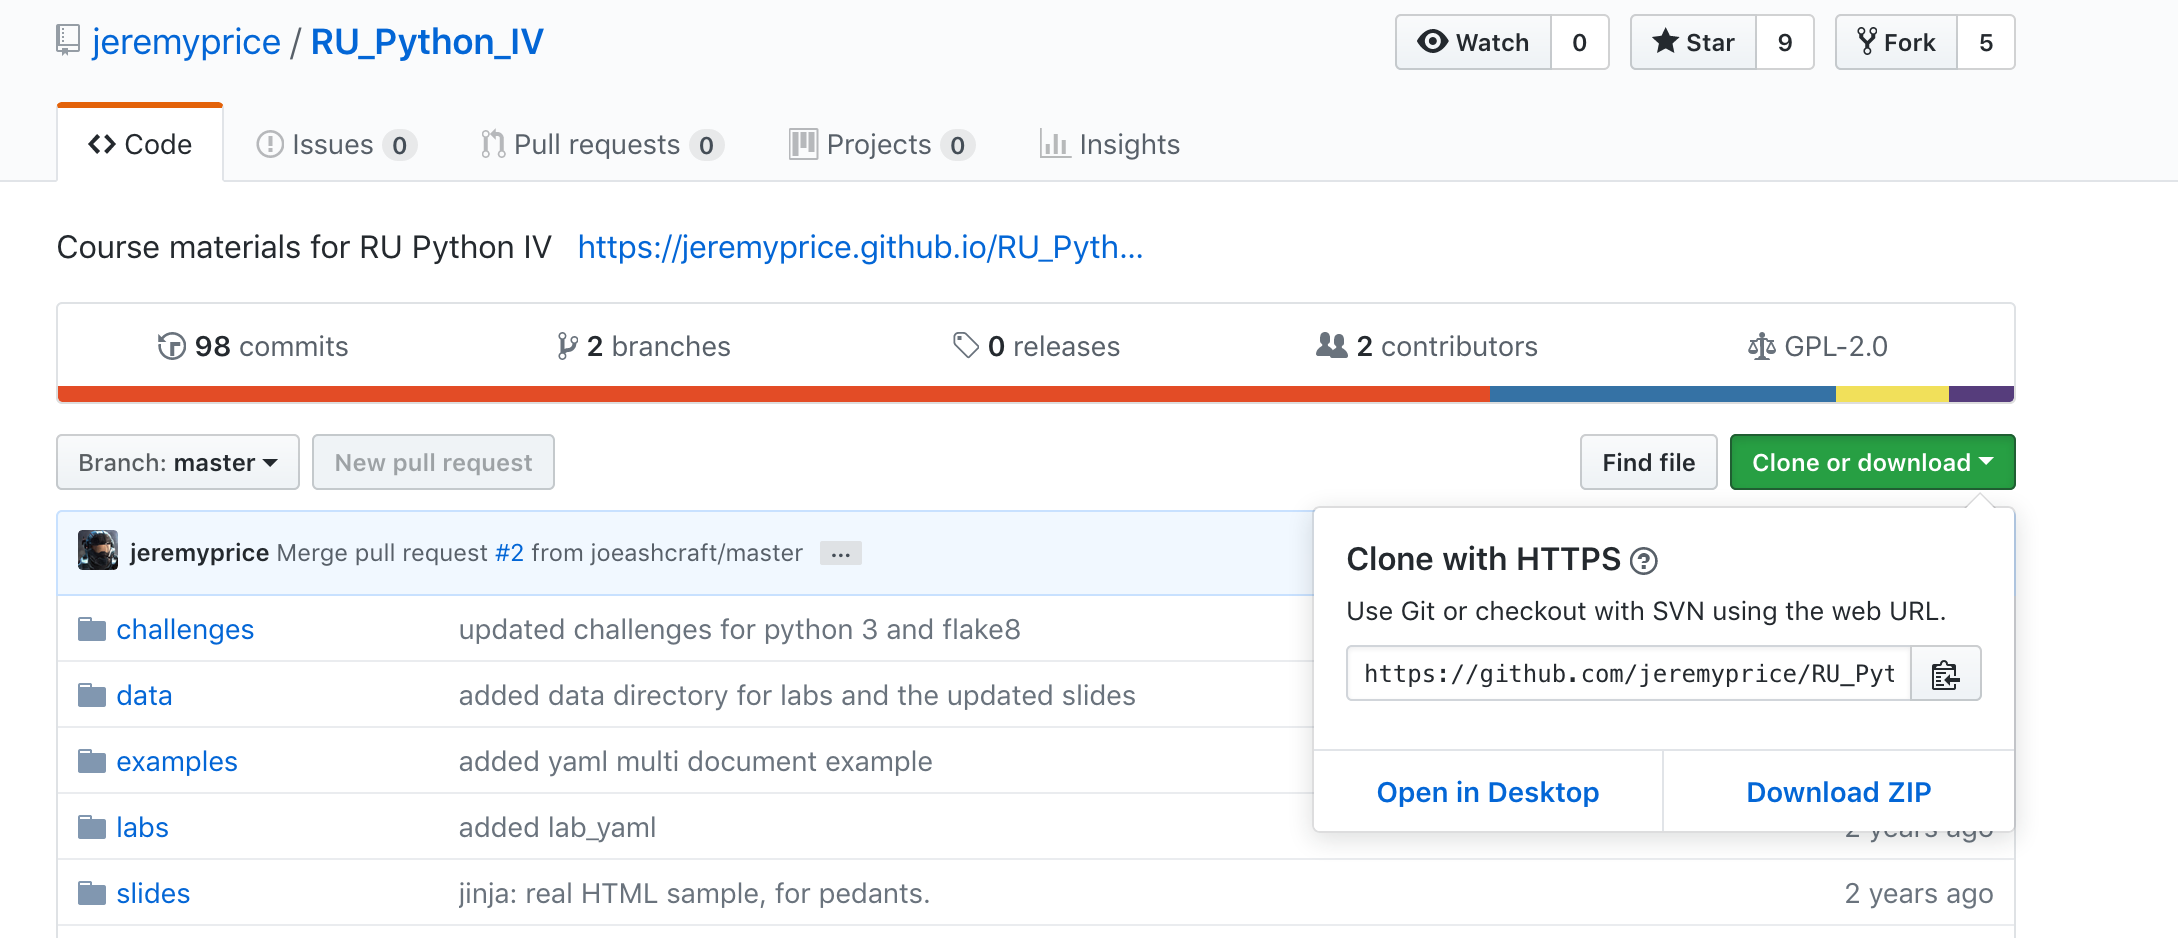 jeremyprice / RU_Python_IV
Watch 0 Star 9 Fork 5
Code Issues 0 Pull requests 0 Projects 0 Insights
Course materials for RU Python IV https://jeremyprice.github.io/RU_Pyth...
98 commits 2 branches 0 releases 2 contributors GPL-2.0
Branch: master New pull request Find file Clone or download
jeremyprice Merge pull request #2 from joeashcraft/master ...
Clone with HTTPS ?
Use Git or checkout with SVN using the web URL.
https://github.com/jeremyprice/RU_Pyt
Open in Desktop Download ZIP
challenges updated challenges for python 3 and flake8
data added data directory for labs and the updated slides
examples added yaml multi document example
labs added lab_yaml 2 years ago
slides jinja: real HTML sample, for pedants. 2 years ago